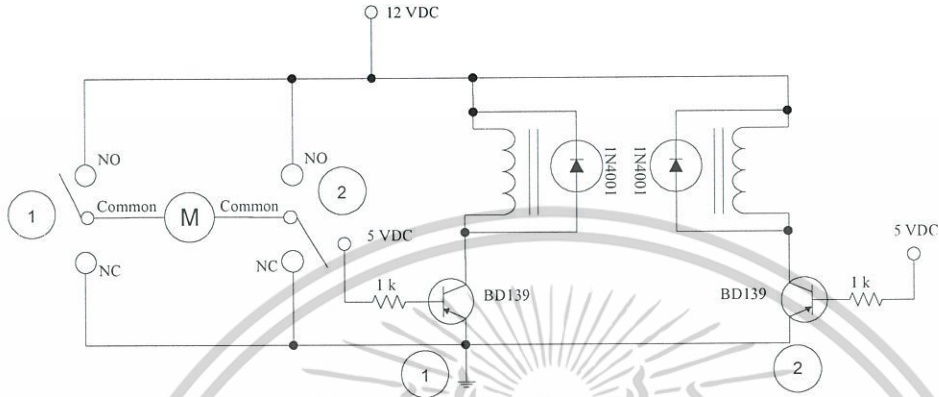 12 VDC
NO
NO
1
Common
M
Common
2
NC
NC
5 VDC
1 k
BD139
1N4001
1N4001
BD139
1 k
5 VDC
1
2